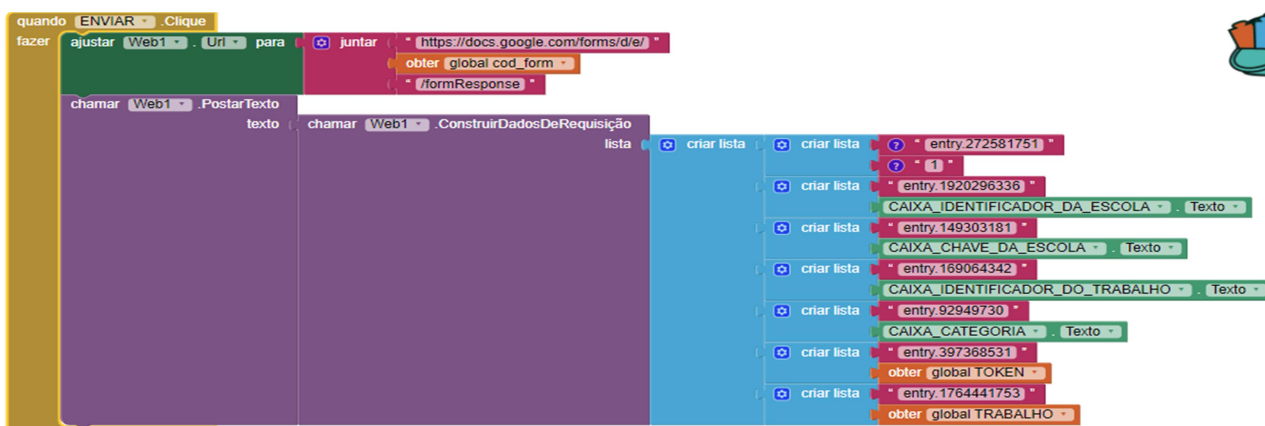 quando ENVIAR .Clique
fazer ajustar Web1 . Url para juntar " https://docs.google.com/forms/d/e/ "
obter global cod_form
" /formResponse "
chamar Web1 .PostarTexto
texto chamar Web1 .ConstruirDadosDeRequisição
lista criar lista criar lista ? " entry.272581751 "
? " 1 "
criar lista " entry.1920296336 "
CAIXA_IDENTIFICADOR_DA_ESCOLA . Texto
criar lista " entry.149303181 "
CAIXA_CHAVE_DA_ESCOLA . Texto
criar lista " entry.169064342 "
CAIXA_IDENTIFICADOR_DO_TRABALHO . Texto
criar lista " entry.92949730 "
CAIXA_CATEGORIA . Texto
criar lista " entry.397368531 "
obter global TOKEN
criar lista " entry.1764441753 "
obter global TRABALHO